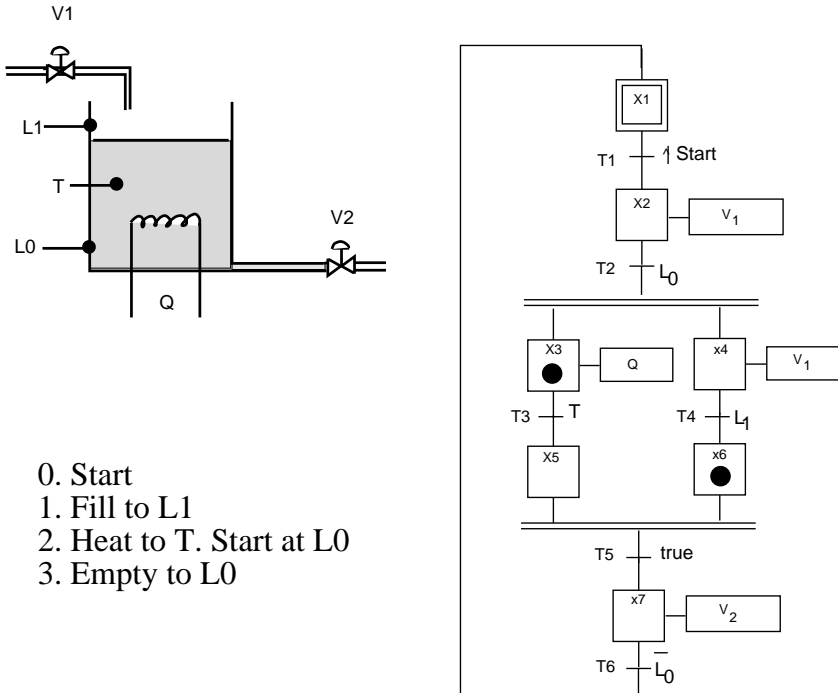 V1
L1
T
L0
V2
Q
0. Start
1. Fill to L1
2. Heat to T. Start at L0
3. Empty to L0
X1
T1 ↑ Start
X2 V₁
T2 L₀
X3 Q x4 V₁
T3 T T4 L₁
X5 x6
T5 true
x7 V₂
T6 L̅₀